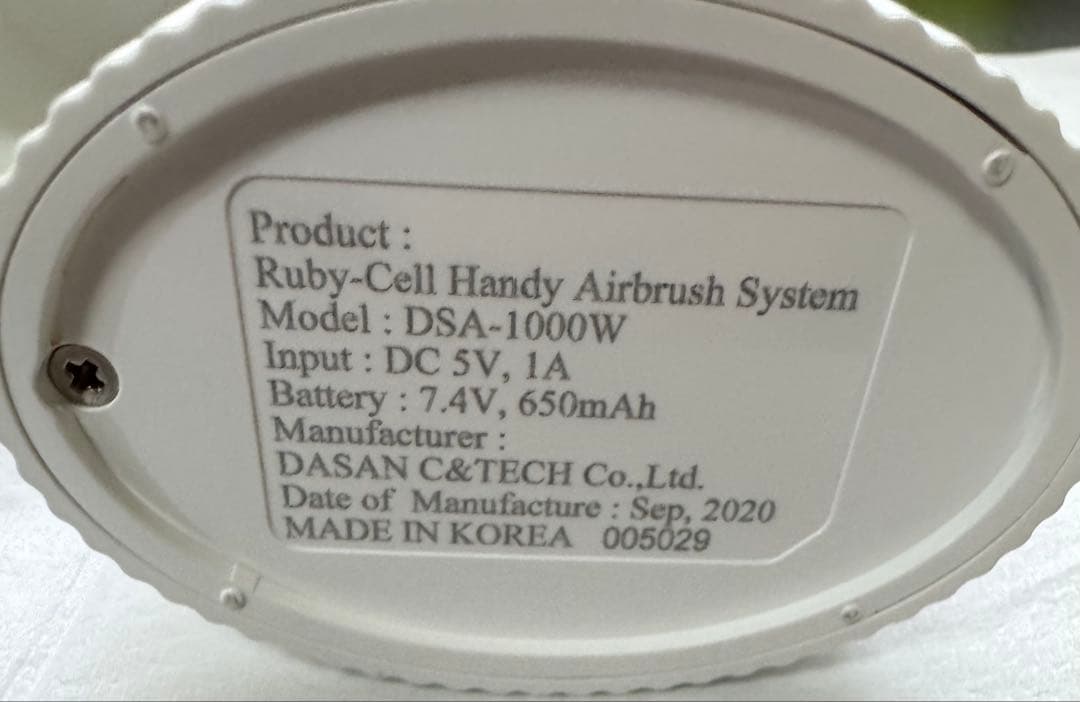 Product :
Ruby-Cell Handy Airbrush System
Model : DSA-1000W
Input : DC 5V, 1A
Battery : 7.4V, 650mAh
Manufacturer :
DASAN C&TECH Co.,Ltd.
Date of Manufacture : Sep, 2020
MADE IN KOREA 005029